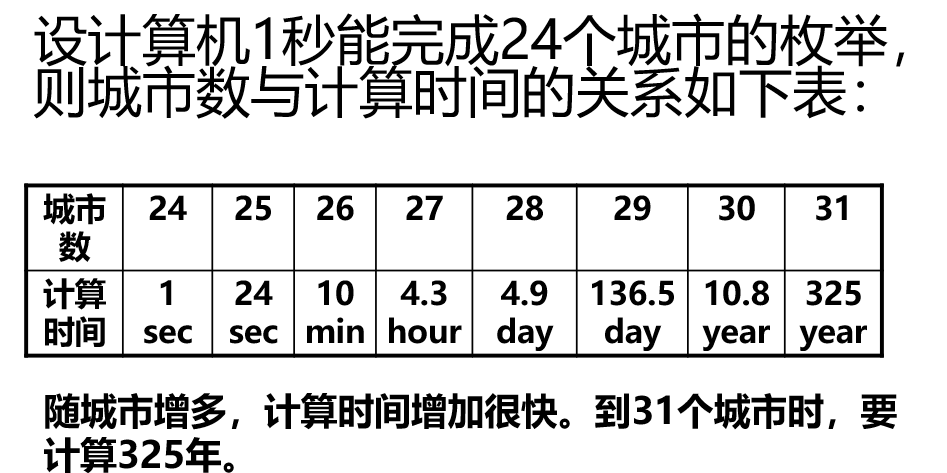 设计算机1秒能完成24个城市的枚举，
则城市数与计算时间的关系如下表：
城市数 24 25 26 27 28 29 30 31
计算时间 1 sec 24 sec 10 min 4.3 hour 4.9 day 136.5 day 10.8 year 325 year
随城市增多，计算时间增加很快。到31个城市时，要
计算325年。